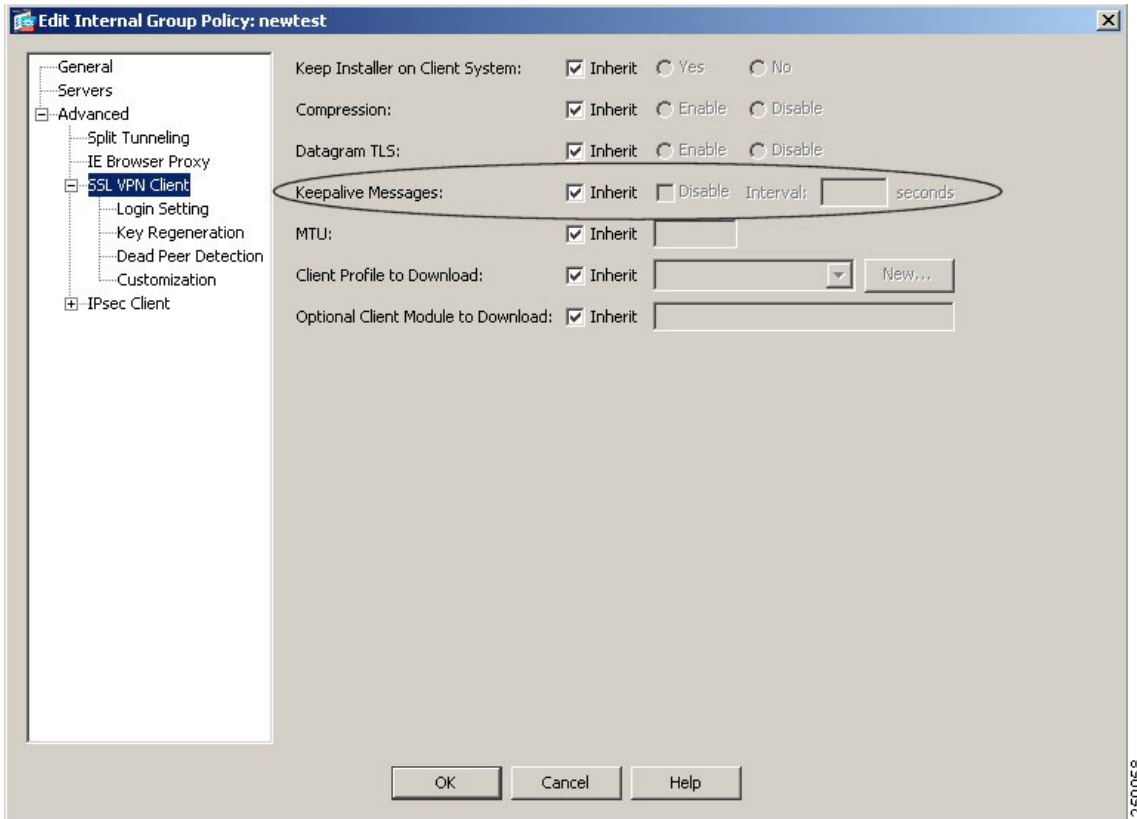 Edit Internal Group Policy: newtest
General
Servers
Advanced
Split Tunneling
IE Browser Proxy
SSL VPN Client
Login Setting
Key Regeneration
Dead Peer Detection
Customization
IPsec Client
Keep Installer on Client System: Inherit Yes No
Compression: Inherit Enable Disable
Datagram TLS: Inherit Enable Disable
Keepalive Messages: Inherit Disable Interval: seconds
MTU: Inherit
Client Profile to Download: Inherit New...
Optional Client Module to Download: Inherit
OK Cancel Help